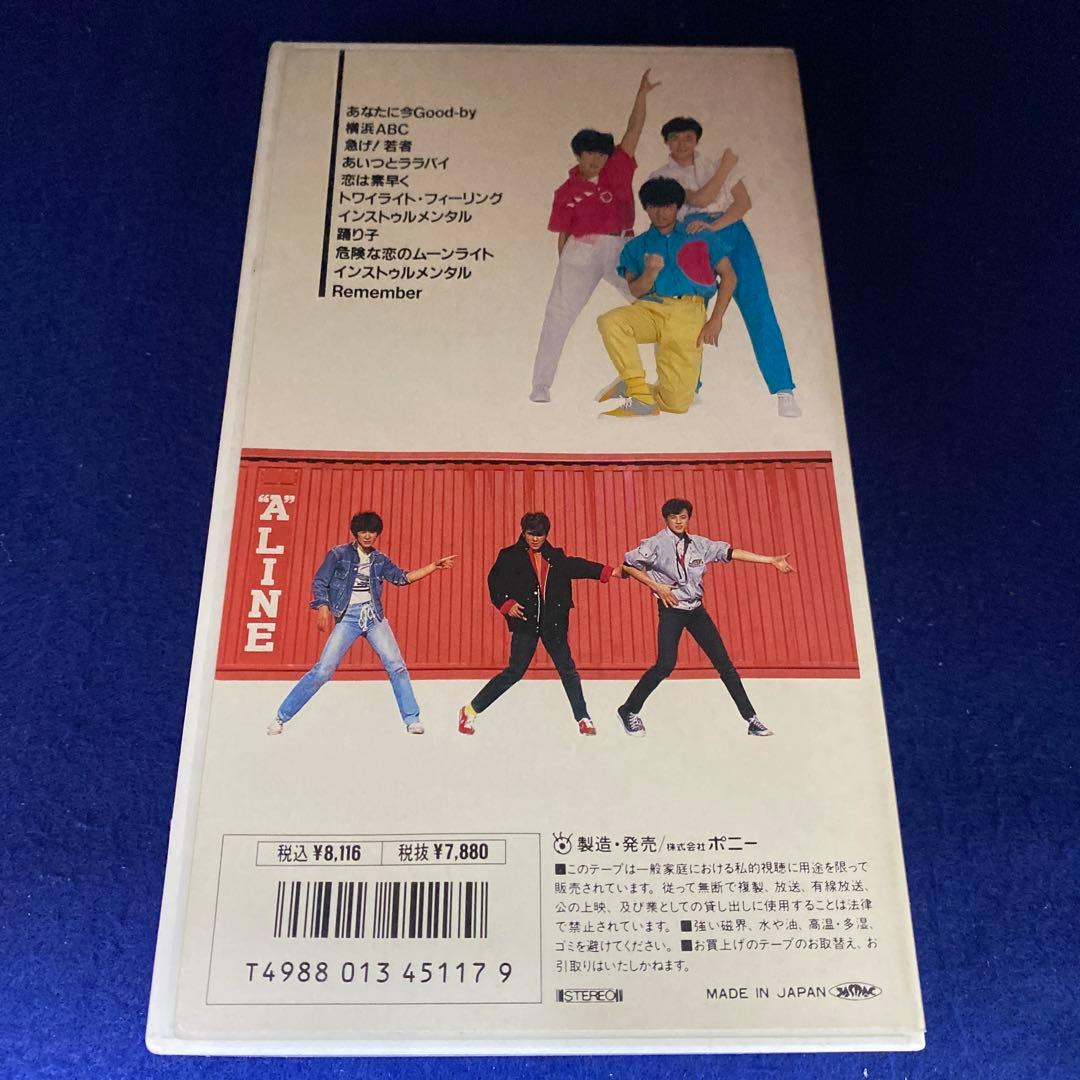 あなたに今Good-by
横浜ABC
急げ!若者
あいつとララバイ
恋は素早く
トワイライト・フィーリング
インストゥルメンタル
踊り子
危険な恋のムーンライト
インストゥルメンタル
Remember
"A"LINE
税込 ¥8,116 税抜 ¥7,880
T4988 013 45117 9
製造・発売/株式会社ポニー
■このテープは一般家庭における私的視聴に用途を限って
販売されています。従って無断で複製、放送、有線放送、
公の上映、及び業としての貸し出しに使用することは法律
で禁止されています。■強い磁界、水や油、高温・多湿、
ゴミを避けてください。■お買上げのテープのお取替え、お
引取りはいたしかねます。
STEREO
MADE IN JAPAN JASRAC